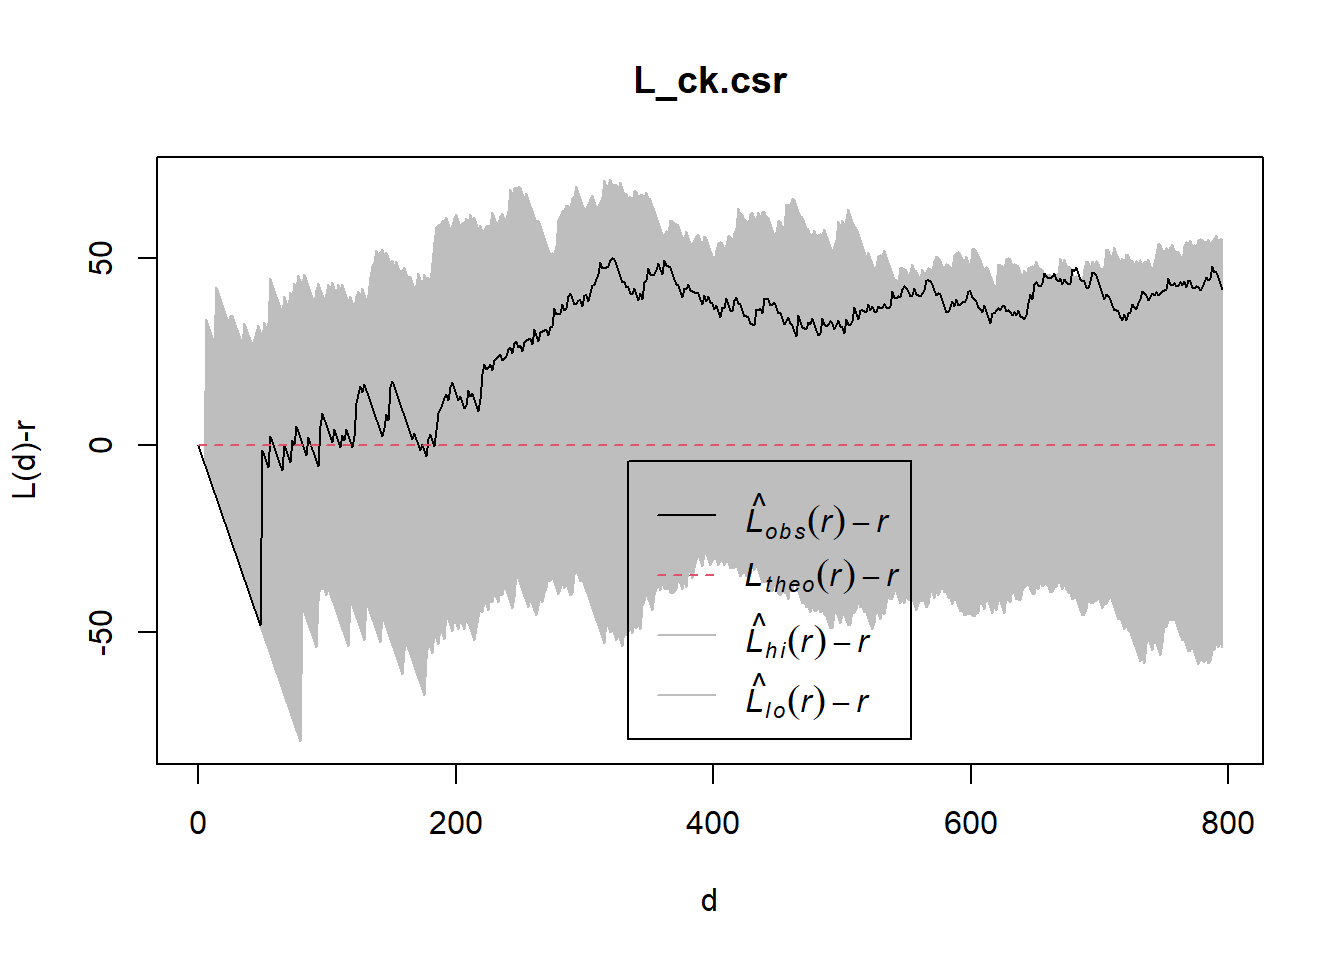 L_ck.csr
L(d)-r
50
0
-50
L̂obs(r) – r
Ltheo(r) – r
L̂hi(r) – r
L̂lo(r) – r
0 200 400 600 800
d